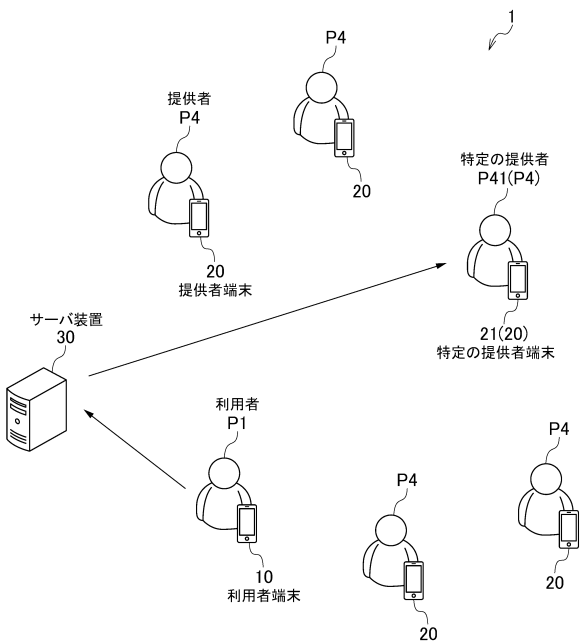 1
P4
20
提供者
P4
20
提供者端末
特定の提供者
P41(P4)
21(20)
特定の提供者端末
サーバ装置
30
利用者
P1
10
利用者端末
P4
20
P4
20